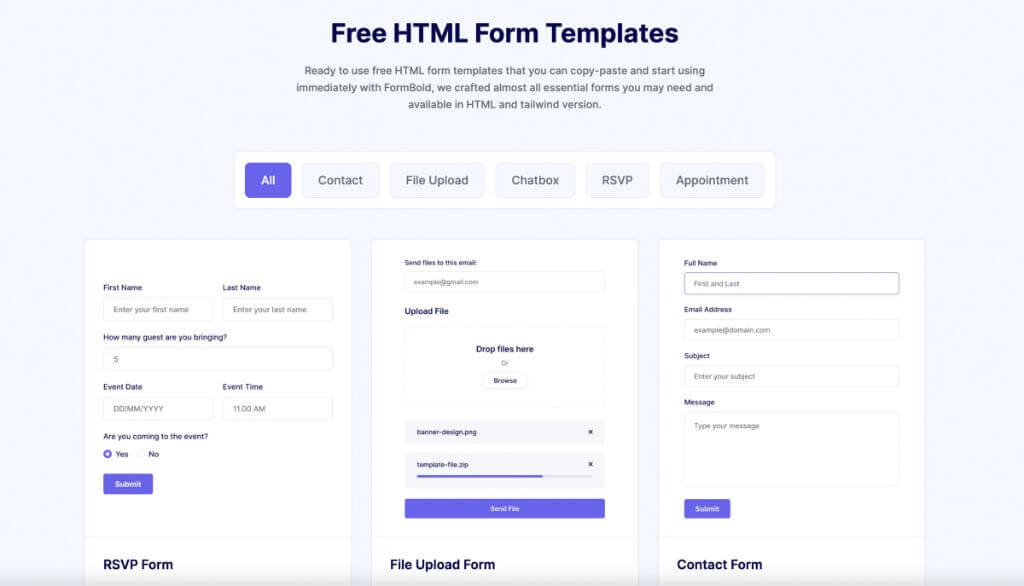 Free HTML Form Templates
Ready to use free HTML form templates that you can copy-paste and start using
immediately with FormBold, we crafted almost all essential forms you may need and
available in HTML and tailwind version.
All Contact File Upload Chatbox RSVP Appointment
First Name Last Name
Enter your first name Enter your last name
How many guest are you bringing?
5
Event Date Event Time
DD/MM/YYYY 11.00 AM
Are you coming to the event?
Yes No
Submit
RSVP Form
Send files to this email:
example@gmail.com
Upload File
Drop files here
Or
Browse
banner-design.png
template-file.zip
Send File
File Upload Form
Full Name
First and Last
Email Address
example@domain.com
Subject
Enter your subject
Message
Type your message
Submit
Contact Form